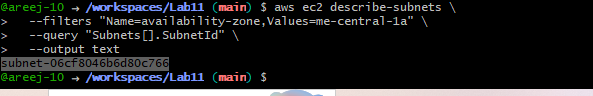 @areej-10 → /workspaces/Lab11 (main) $ aws ec2 describe-subnets \
>   --filters "Name=availability-zone,Values=me-central-1a" \
>   --query "Subnets[].SubnetId" \
>   --output text
subnet-06cf8046b6d80c766
@areej-10 → /workspaces/Lab11 (main) $